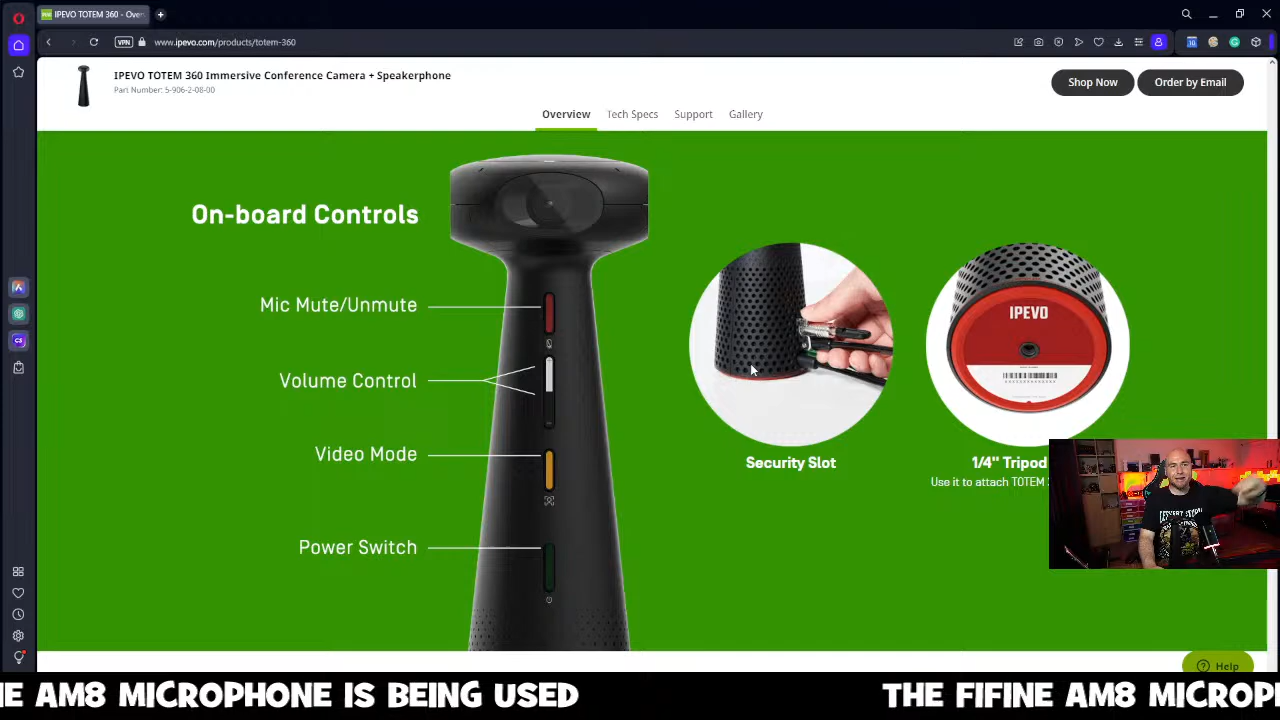 IPEVO TOTEM 360 - Over
VPN
www.ipevo.com/products/totem-360
IPEVO TOTEM 360 Immersive Conference Camera + Speakerphone
Part Number: 5-906-2-08-00
Shop Now
Order by Email
Overview
Tech Specs
Support
Gallery
On-board Controls
Mic Mute/Unmute
Volume Control
Video Mode
Power Switch
IPEVO
Security Slot
1/4" Tripod
Use it to attach TOTEM
Help
NE AM8 MICROPHONE IS BEING USED
THE FIFINE AM8 MICROP